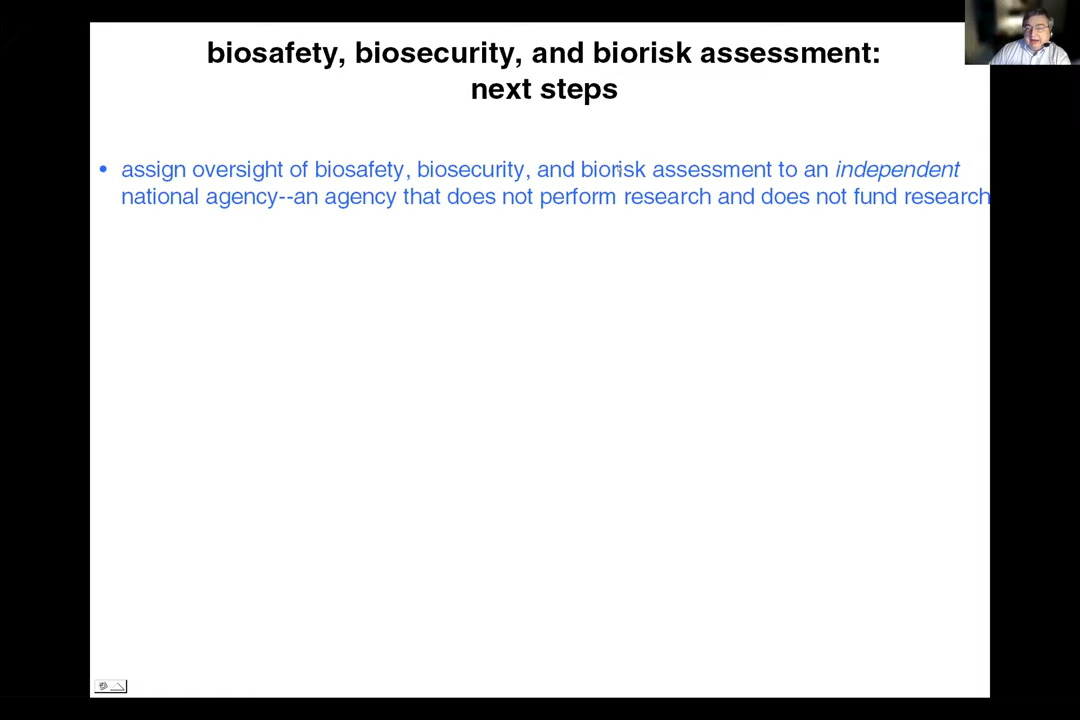 biosafety, biosecurity, and biorisk assessment:
next steps
• assign oversight of biosafety, biosecurity, and biorisk assessment to an independent
national agency--an agency that does not perform research and does not fund research